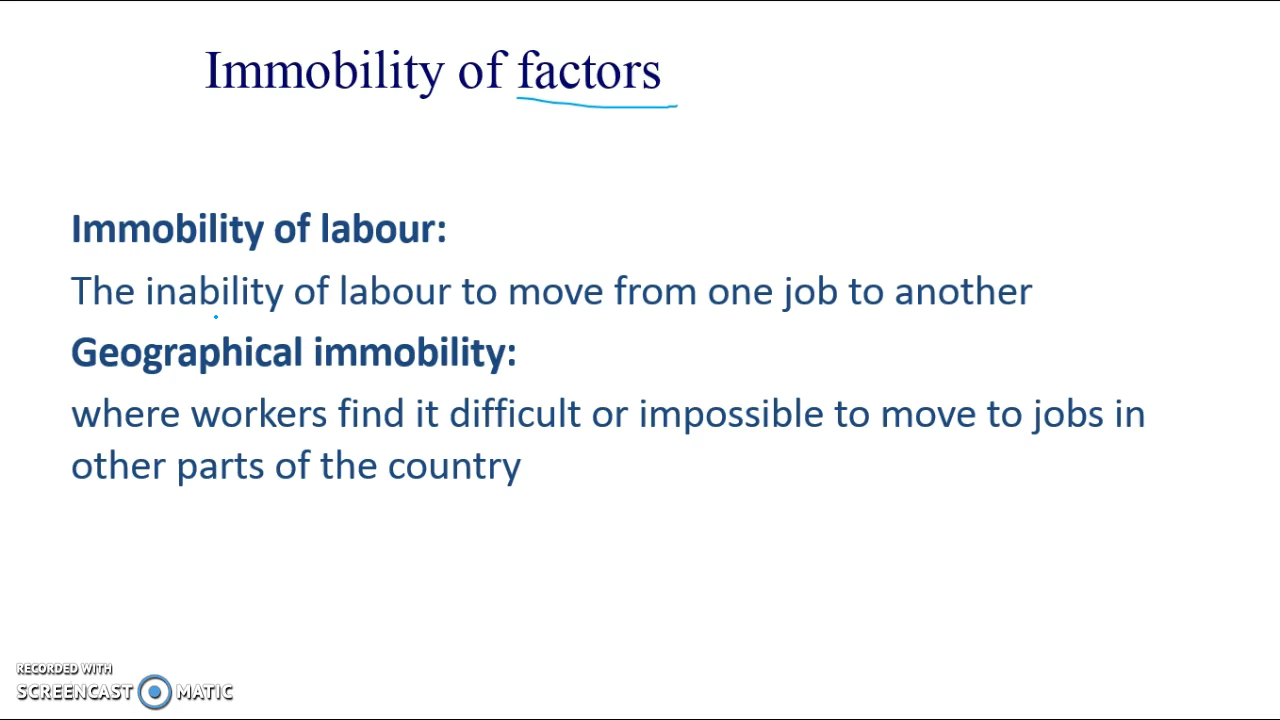 Immobility of factors
Immobility of labour:
The inability of labour to move from one job to another
Geographical immobility:
where workers find it difficult or impossible to move to jobs in
other parts of the country
RECORDED WITH
SCREENCAST MATIC